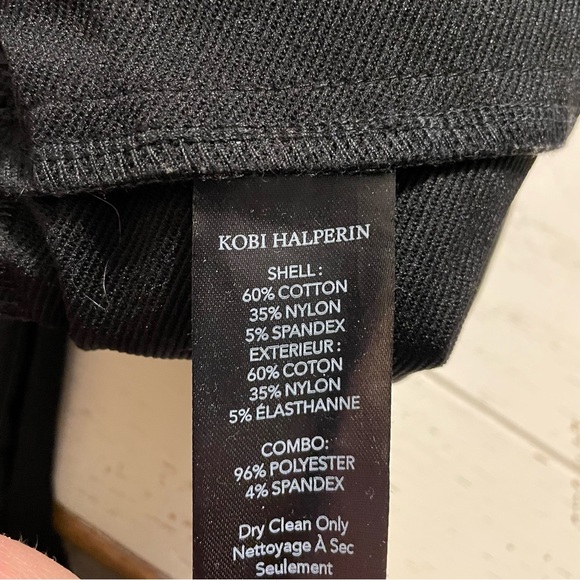 KOBI HALPERIN
SHELL:
60% COTTON
35% NYLON
5% SPANDEX
EXTERIEUR:
60% COTON
35% NYLON
5% ÉLASTHANNE
COMBO:
96% POLYESTER
4% SPANDEX
Dry Clean Only
Nettoyage À Sec
Seulement